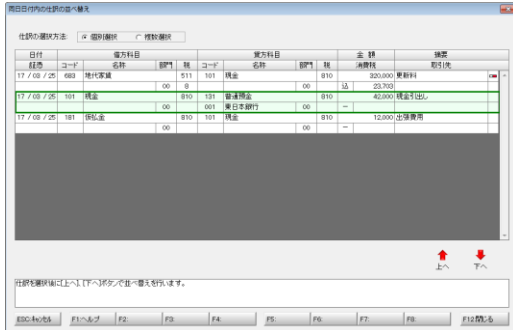 同日日付内の仕訳の並べ替え
仕訳の選択方法: 個別選択 複数選択
日付 借方科目 貸方科目 金 額 摘要
証憑 コード 名称 部門 税 コード 名称 部門 税 消費税 取引先
17 / 03 / 25 683 地代家賃 511 101 現金 810 320,000 更新料
00 8 00 込 23,703
17 / 03 / 25 101 現金 810 131 普通預金 810 42,000 現金引出し
00 001 東日本銀行 00 ー
17 / 03 / 25 181 仮払金 810 101 現金 810 12,000 出張費用
00 00 ー
上へ 下へ
仕訳を選択後に[上へ]、[下へ]ボタンで並べ替えを行います。
ESC:キャンセル F1:ヘルプ F2: F3: F4: F5: F6: F7: F8: F12:閉じる